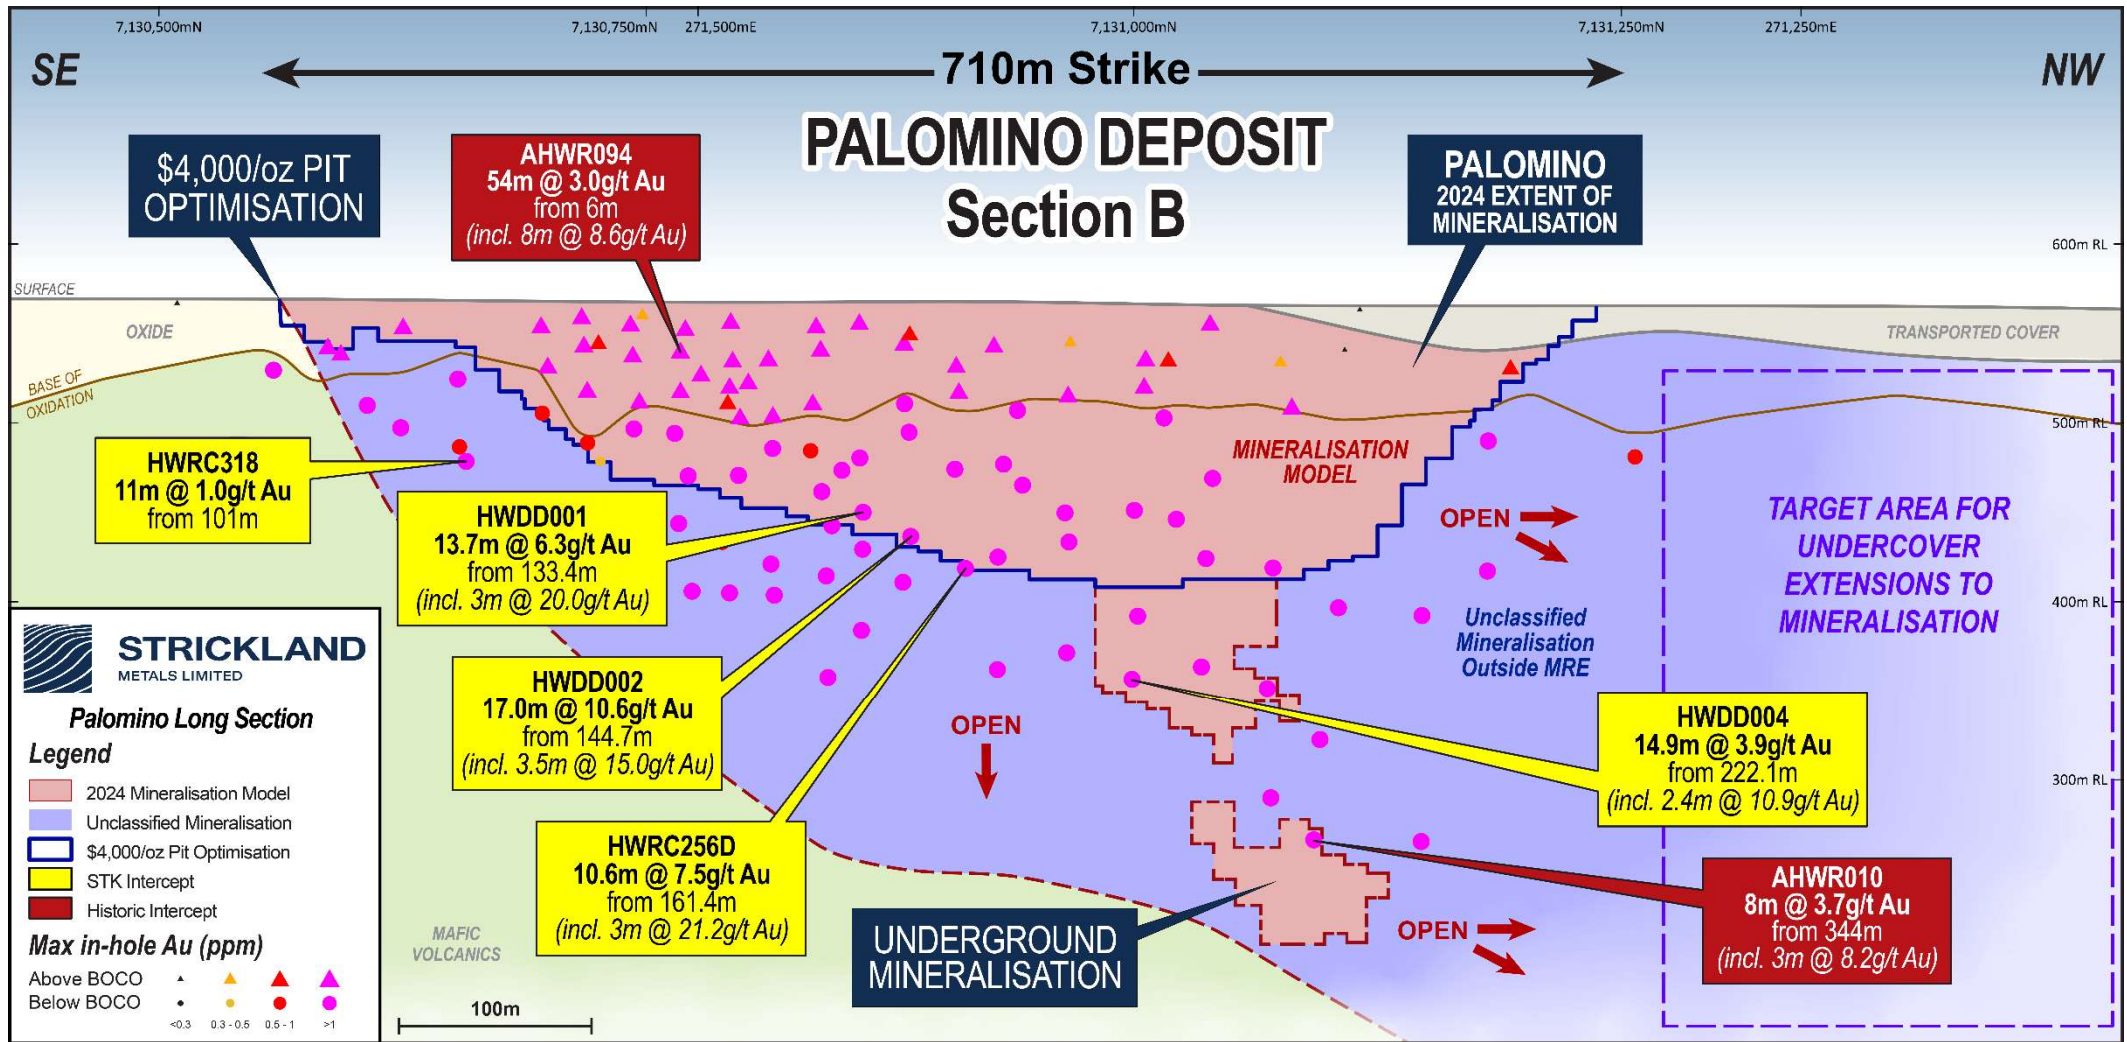 7,130,500mN
7,130,750mN
271,500mE
7,131,000mN
7,131,250mN
271,250mE
SE
710m Strike
NW
PALOMINO DEPOSIT
Section B
$4,000/oz PIT
OPTIMISATION
AHWR094
54m @ 3.0g/t Au
from 6m
(incl. 8m @ 8.6g/t Au)
PALOMINO
2024 EXTENT OF
MINERALISATION
600m RL
SURFACE
OXIDE
TRANSPORTED COVER
BASE OF
OXIDATION
500m RL
HWRC318
11m @ 1.0g/t Au
from 101m
MINERALISATION
MODEL
HWDD001
13.7m @ 6.3g/t Au
from 133.4m
(incl. 3m @ 20.0g/t Au)
OPEN
TARGET AREA FOR
UNDERCOVER
EXTENSIONS TO
MINERALISATION
400m RL
Unclassified
Mineralisation
Outside MRE
HWDD002
17.0m @ 10.6g/t Au
from 144.7m
(incl. 3.5m @ 15.0g/t Au)
OPEN
HWDD004
14.9m @ 3.9g/t Au
from 222.1m
(incl. 2.4m @ 10.9g/t Au)
300m RL
HWRC256D
10.6m @ 7.5g/t Au
from 161.4m
(incl. 3m @ 21.2g/t Au)
AHWR010
8m @ 3.7g/t Au
from 344m
(incl. 3m @ 8.2g/t Au)
UNDERGROUND
MINERALISATION
OPEN
MAFIC
VOLCANICS
100m
STRICKLAND
METALS LIMITED
Palomino Long Section
Legend
2024 Mineralisation Model
Unclassified Mineralisation
$4,000/oz Pit Optimisation
STK Intercept
Historic Intercept
Max in-hole Au (ppm)
Above BOCO
Below BOCO
<0.3 0.3 - 0.5 0.5 - 1 >1